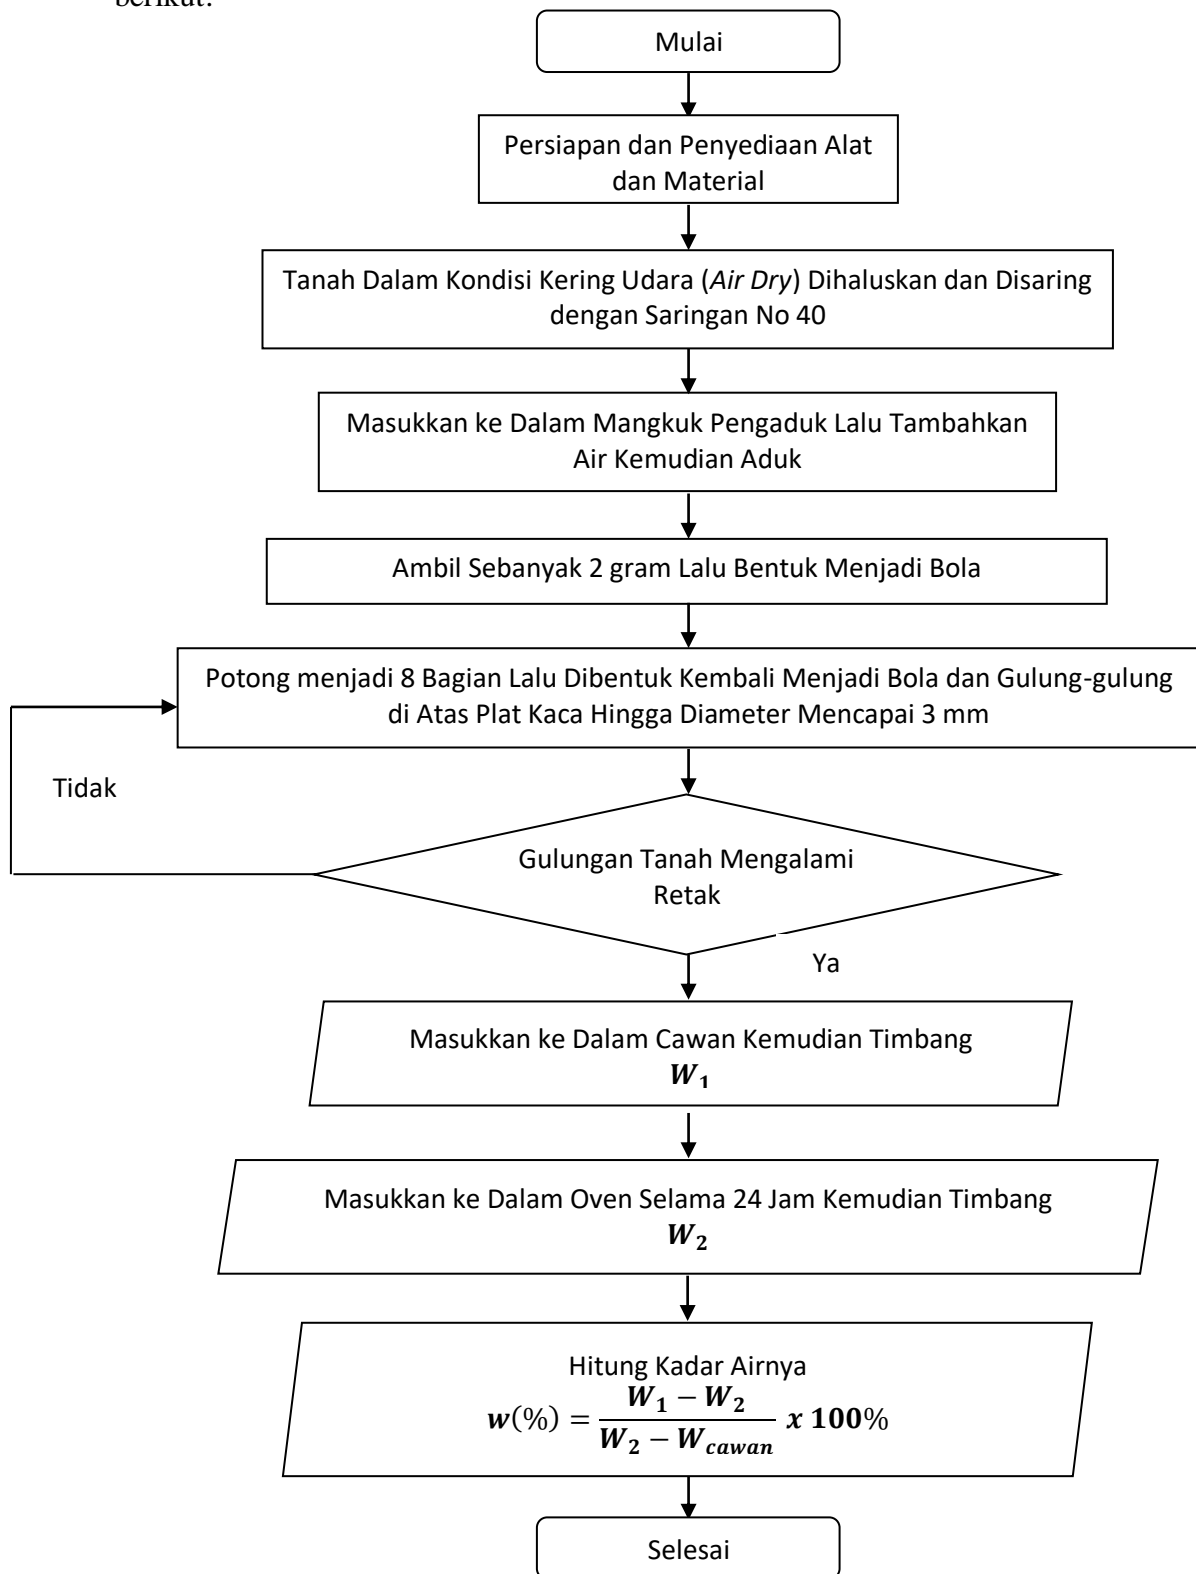 berikut:
Mulai
Persiapan dan Penyediaan Alat
dan Material
Tanah Dalam Kondisi Kering Udara (Air Dry) Dihaluskan dan Disaring
dengan Saringan No 40
Masukkan ke Dalam Mangkuk Pengaduk Lalu Tambahkan
Air Kemudian Aduk
Ambil Sebanyak 2 gram Lalu Bentuk Menjadi Bola
Potong menjadi 8 Bagian Lalu Dibentuk Kembali Menjadi Bola dan Gulung-gulung
di Atas Plat Kaca Hingga Diameter Mencapai 3 mm
Tidak
Gulungan Tanah Mengalami
Retak
Ya
Masukkan ke Dalam Cawan Kemudian Timbang
W₁
Masukkan ke Dalam Oven Selama 24 Jam Kemudian Timbang
W₂
Hitung Kadar Airnya
w(%) = (W₁ − W₂) / (W₂ − W_cawan) x 100%
Selesai